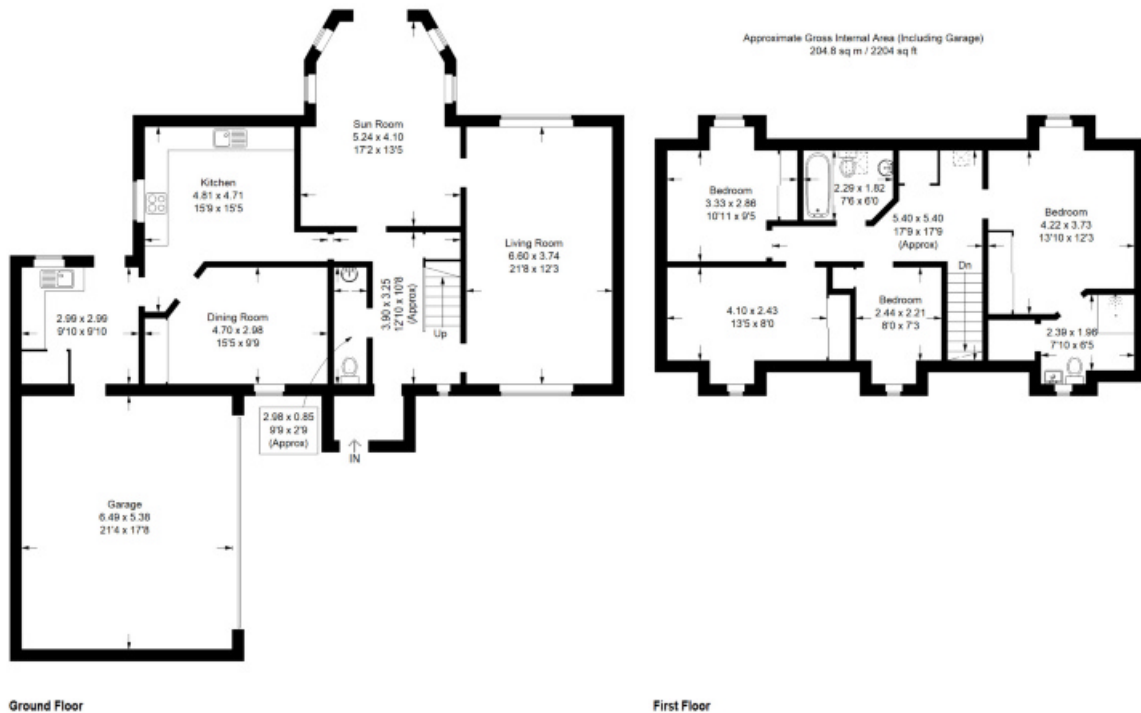 Approximate Gross Internal Area (Including Garage)
204.8 sq m / 2204 sq ft
Sun Room
5.24 x 4.10
17'2 x 13'5
Kitchen
4.81 x 4.71
15'9 x 15'5
Living Room
6.60 x 3.74
21'8 x 12'3
2.99 x 2.99
9'10 x 9'10
Dining Room
4.70 x 2.98
15'5 x 9'9
3.90 x 3.25
12'10 x 10'8
(Approx)
Up
2.98 x 0.85
9'9 x 2'9
(Approx)
IN
Garage
6.49 x 5.38
21'4 x 17'8
Ground Floor
Bedroom
3.33 x 2.86
10'11 x 9'5
2.29 x 1.82
7'6 x 6'0
5.40 x 5.40
17'9 x 17'9
(Approx)
Bedroom
4.22 x 3.73
13'10 x 12'3
Dn
4.10 x 2.43
13'5 x 8'0
Bedroom
2.44 x 2.21
8'0 x 7'3
2.39 x 1.96
7'10 x 6'5
First Floor